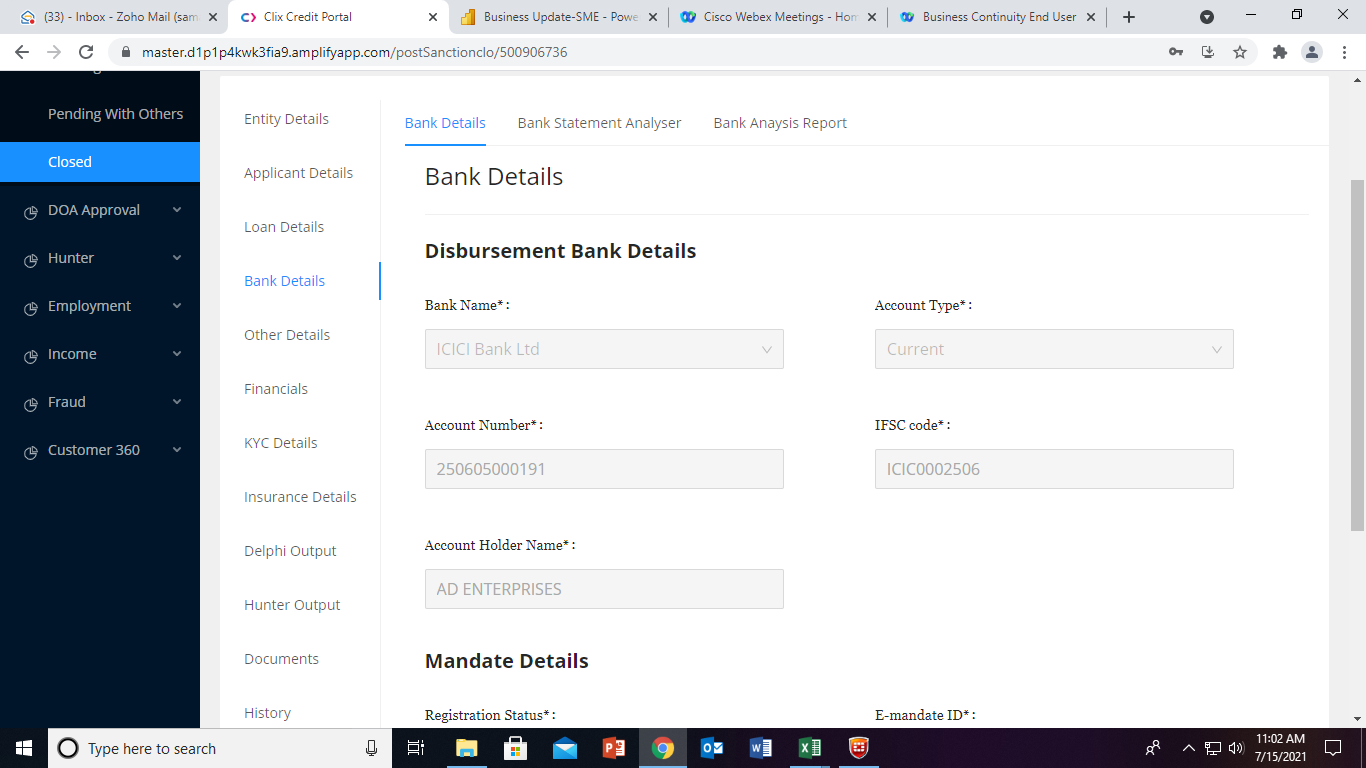 (33) - Inbox - Zoho Mail (sam
Clix Credit Portal
Business Update-SME - Powe
Cisco Webex Meetings - Hom
Business Continuity End User
master.d1p1p4kwk3fia9.amplifyapp.com/postSanctionclo/500906736
Pending With Others
Closed
DOA Approval
Hunter
Employment
Income
Fraud
Customer 360
Entity Details
Applicant Details
Loan Details
Bank Details
Other Details
Financials
KYC Details
Insurance Details
Delphi Output
Hunter Output
Documents
History
Bank Details
Bank Statement Analyser
Bank Anaysis Report
Bank Details
Disbursement Bank Details
Bank Name*:
Account Type*:
ICICI Bank Ltd
Current
Account Number*:
IFSC code*:
250605000191
ICIC0002506
Account Holder Name*:
AD ENTERPRISES
Mandate Details
Registration Status*:
E-mandate ID*:
Type here to search
11:02 AM
7/15/2021